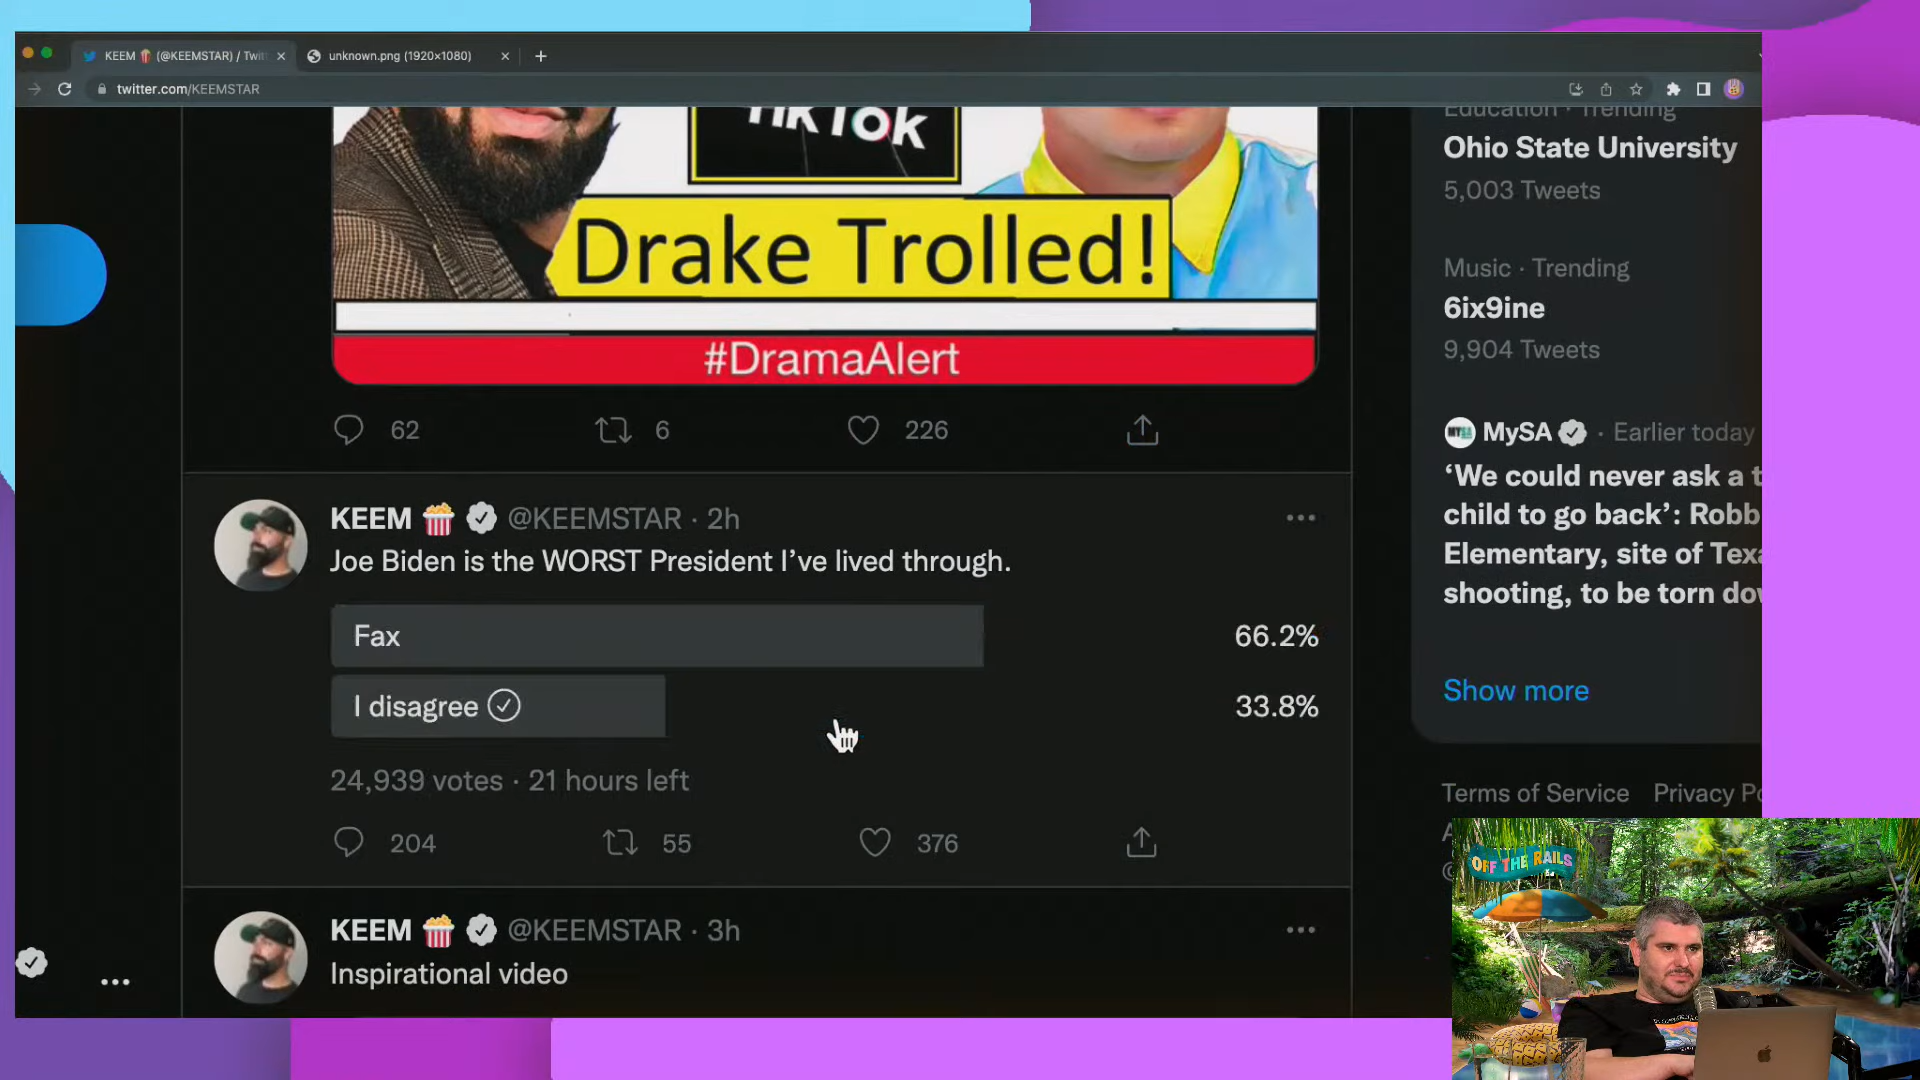 KEEM 🍿 (@KEEMSTAR) / Twit
unknown.png (1920×1080)
twitter.com/KEEMSTAR
TikTok
Drake Trolled!
#DramaAlert
62
6
226
KEEM 🍿 @KEEMSTAR · 2h
Joe Biden is the WORST President I’ve lived through.
Fax 66.2%
I disagree 33.8%
24,939 votes · 21 hours left
204
55
376
KEEM 🍿 @KEEMSTAR · 3h
Inspirational video
Education · Trending
Ohio State University
5,003 Tweets
Music · Trending
6ix9ine
9,904 Tweets
MYSA
MySA · Earlier today
‘We could never ask a t
child to go back’: Robb
Elementary, site of Texa
shooting, to be torn dow
Show more
Terms of Service Privacy Po
OFF THE RAILS